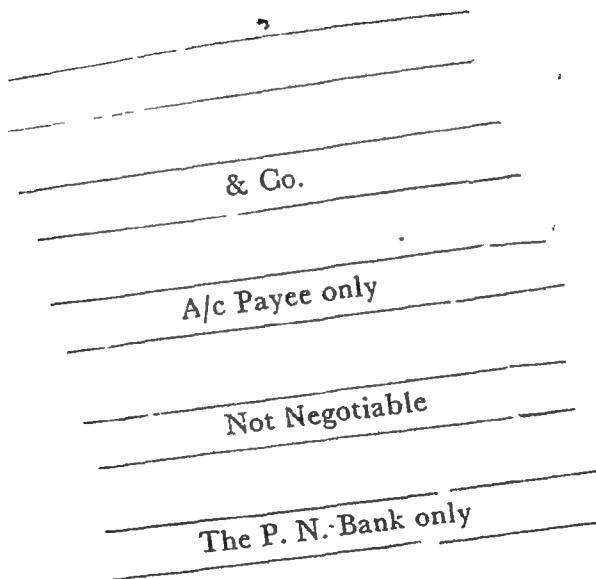 & Co.
A/c Payee only
Not Negotiable
The P. N. Bank only